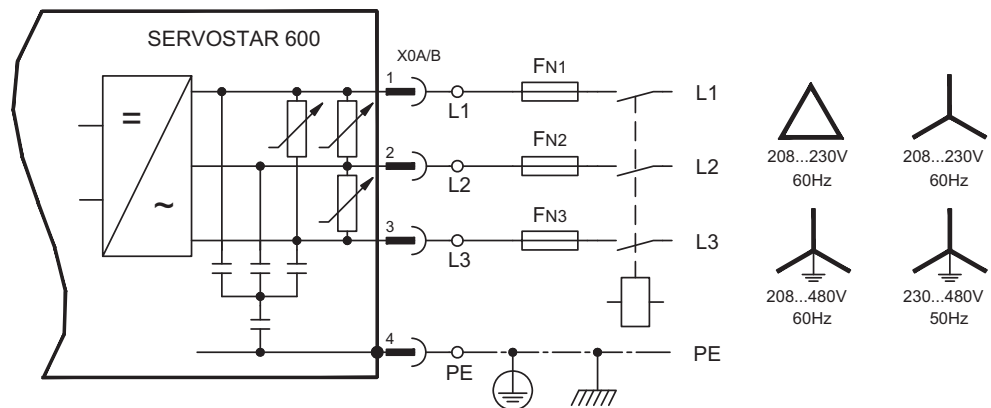 SERVOSTAR 600
X0A/B
1
L1
FN1
L1
2
L2
FN2
L2
3
L3
FN3
L3
4
PE
PE
=
~
208...230V
60Hz
208...230V
60Hz
208...480V
60Hz
230...480V
50Hz